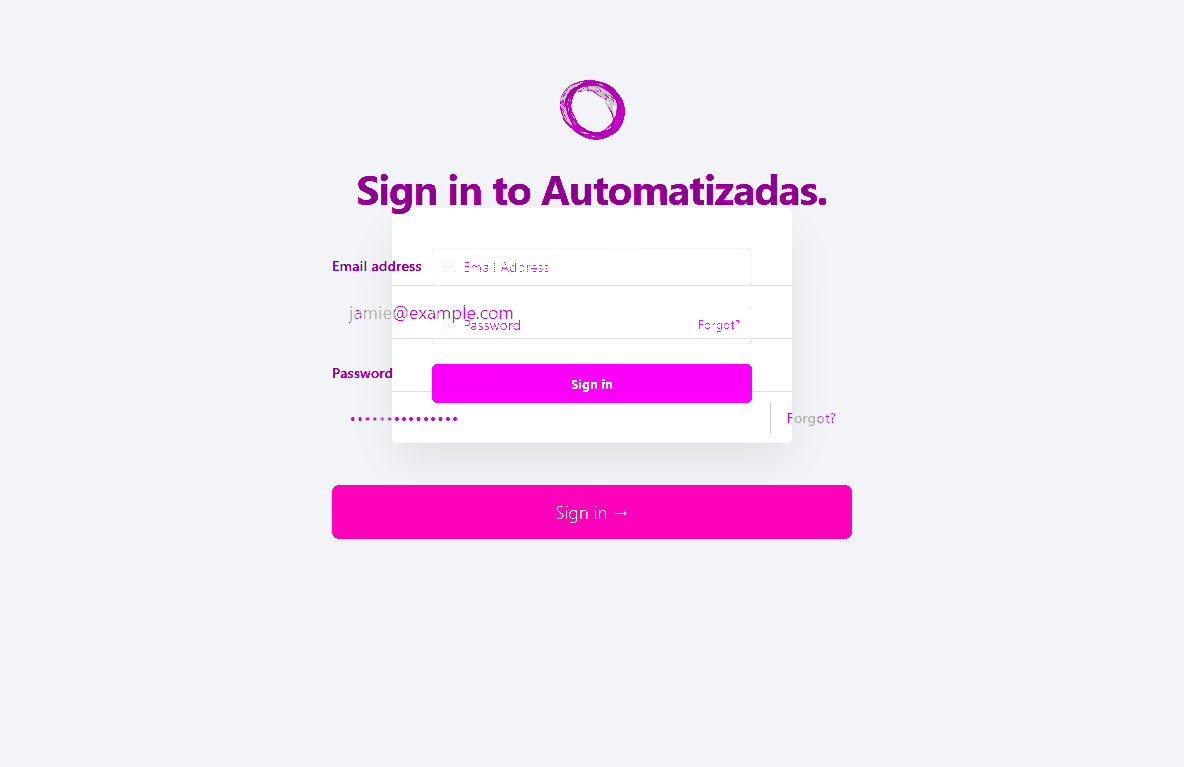 Sign in to Automatizadas.
Email address
Email Address
jamie@example.com
Password
Forgot?
Password
Sign in
••••••••••••••
Forgot?
Sign in →